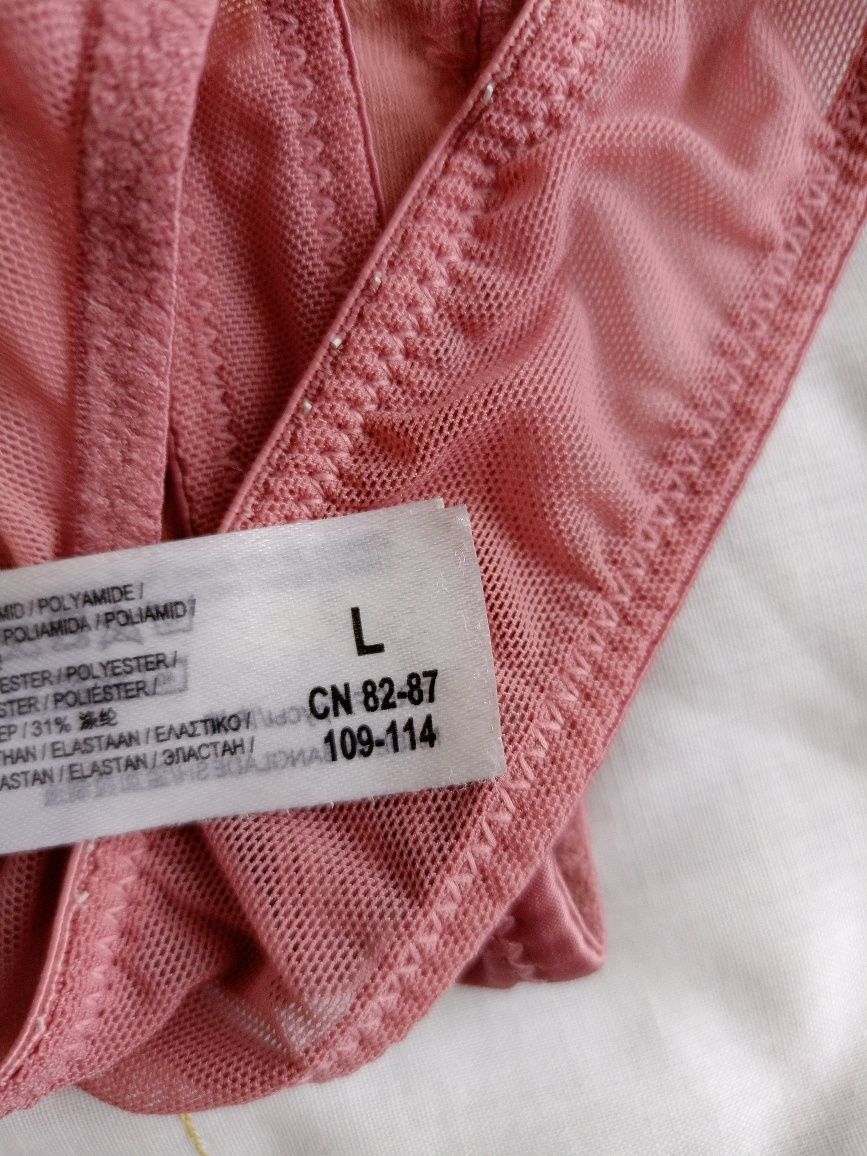 MID / POLYAMIDE /
POLIAMIDA / POLIAMID /
ESTER / POLYESTER /
STER / POLIÉSTER /
ЕР / 31% 涤纶
THAN / ELASTAAN / ΕΛΑΣΤΙΚΟ /
ASTAN / ELASTAN / ЭЛАСТАН /
L
CN 82-87
109-114